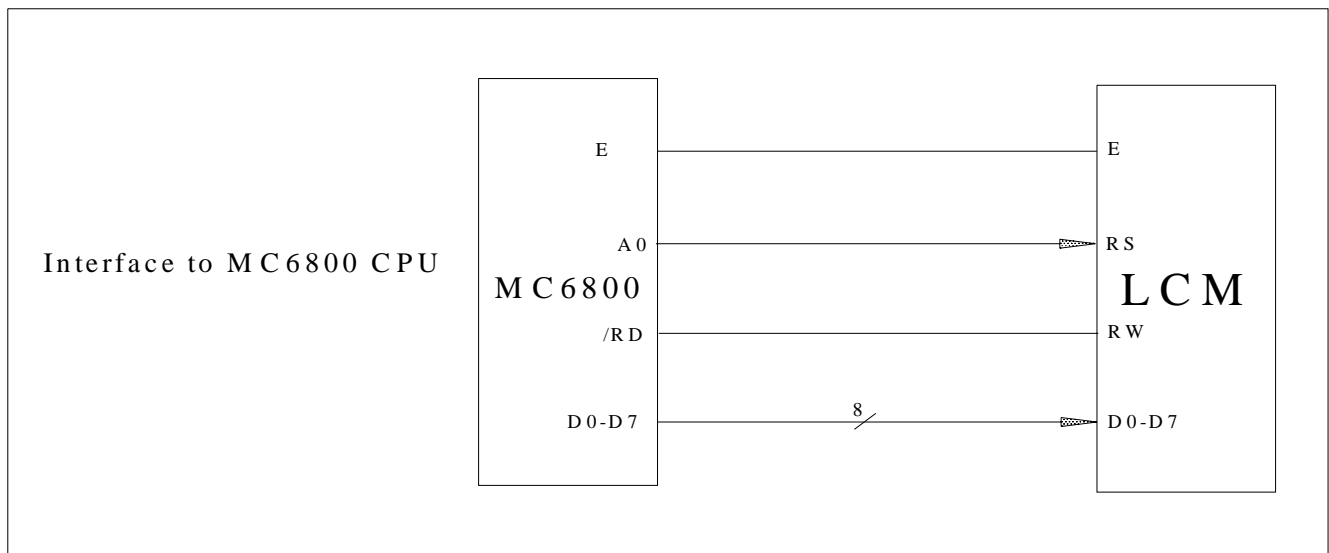 Interface to MC6800 CPU
MC6800
E
A0
/RD
D0-D7
8
LCM
E
RS
RW
D0-D7